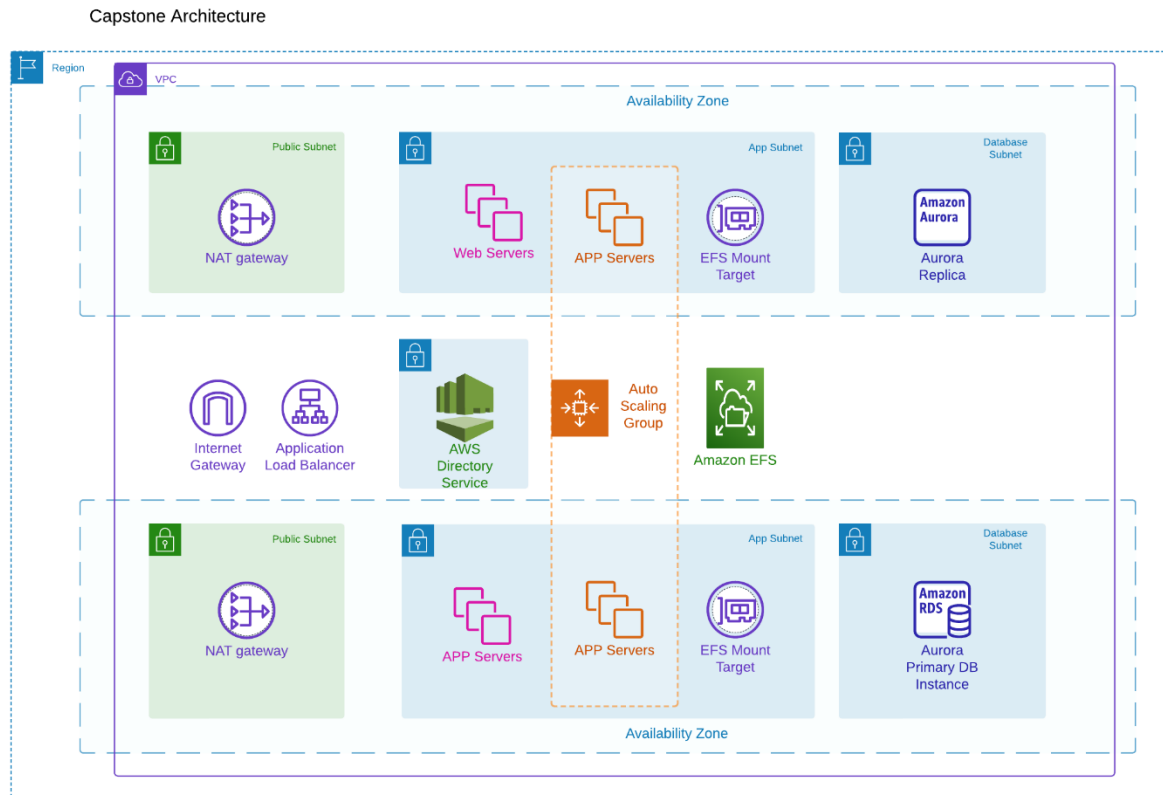 Capstone Architecture
Region
VPC
Availability Zone
Public Subnet
NAT gateway
App Subnet
Web Servers
APP Servers
EFS Mount
Target
Database
Subnet
Amazon
Aurora
Aurora
Replica
Internet
Gateway
Application
Load Balancer
AWS
Directory
Service
Auto
Scaling
Group
Amazon EFS
Public Subnet
NAT gateway
App Subnet
APP Servers
APP Servers
EFS Mount
Target
Database
Subnet
Amazon
RDS
Aurora
Primary DB
Instance
Availability Zone